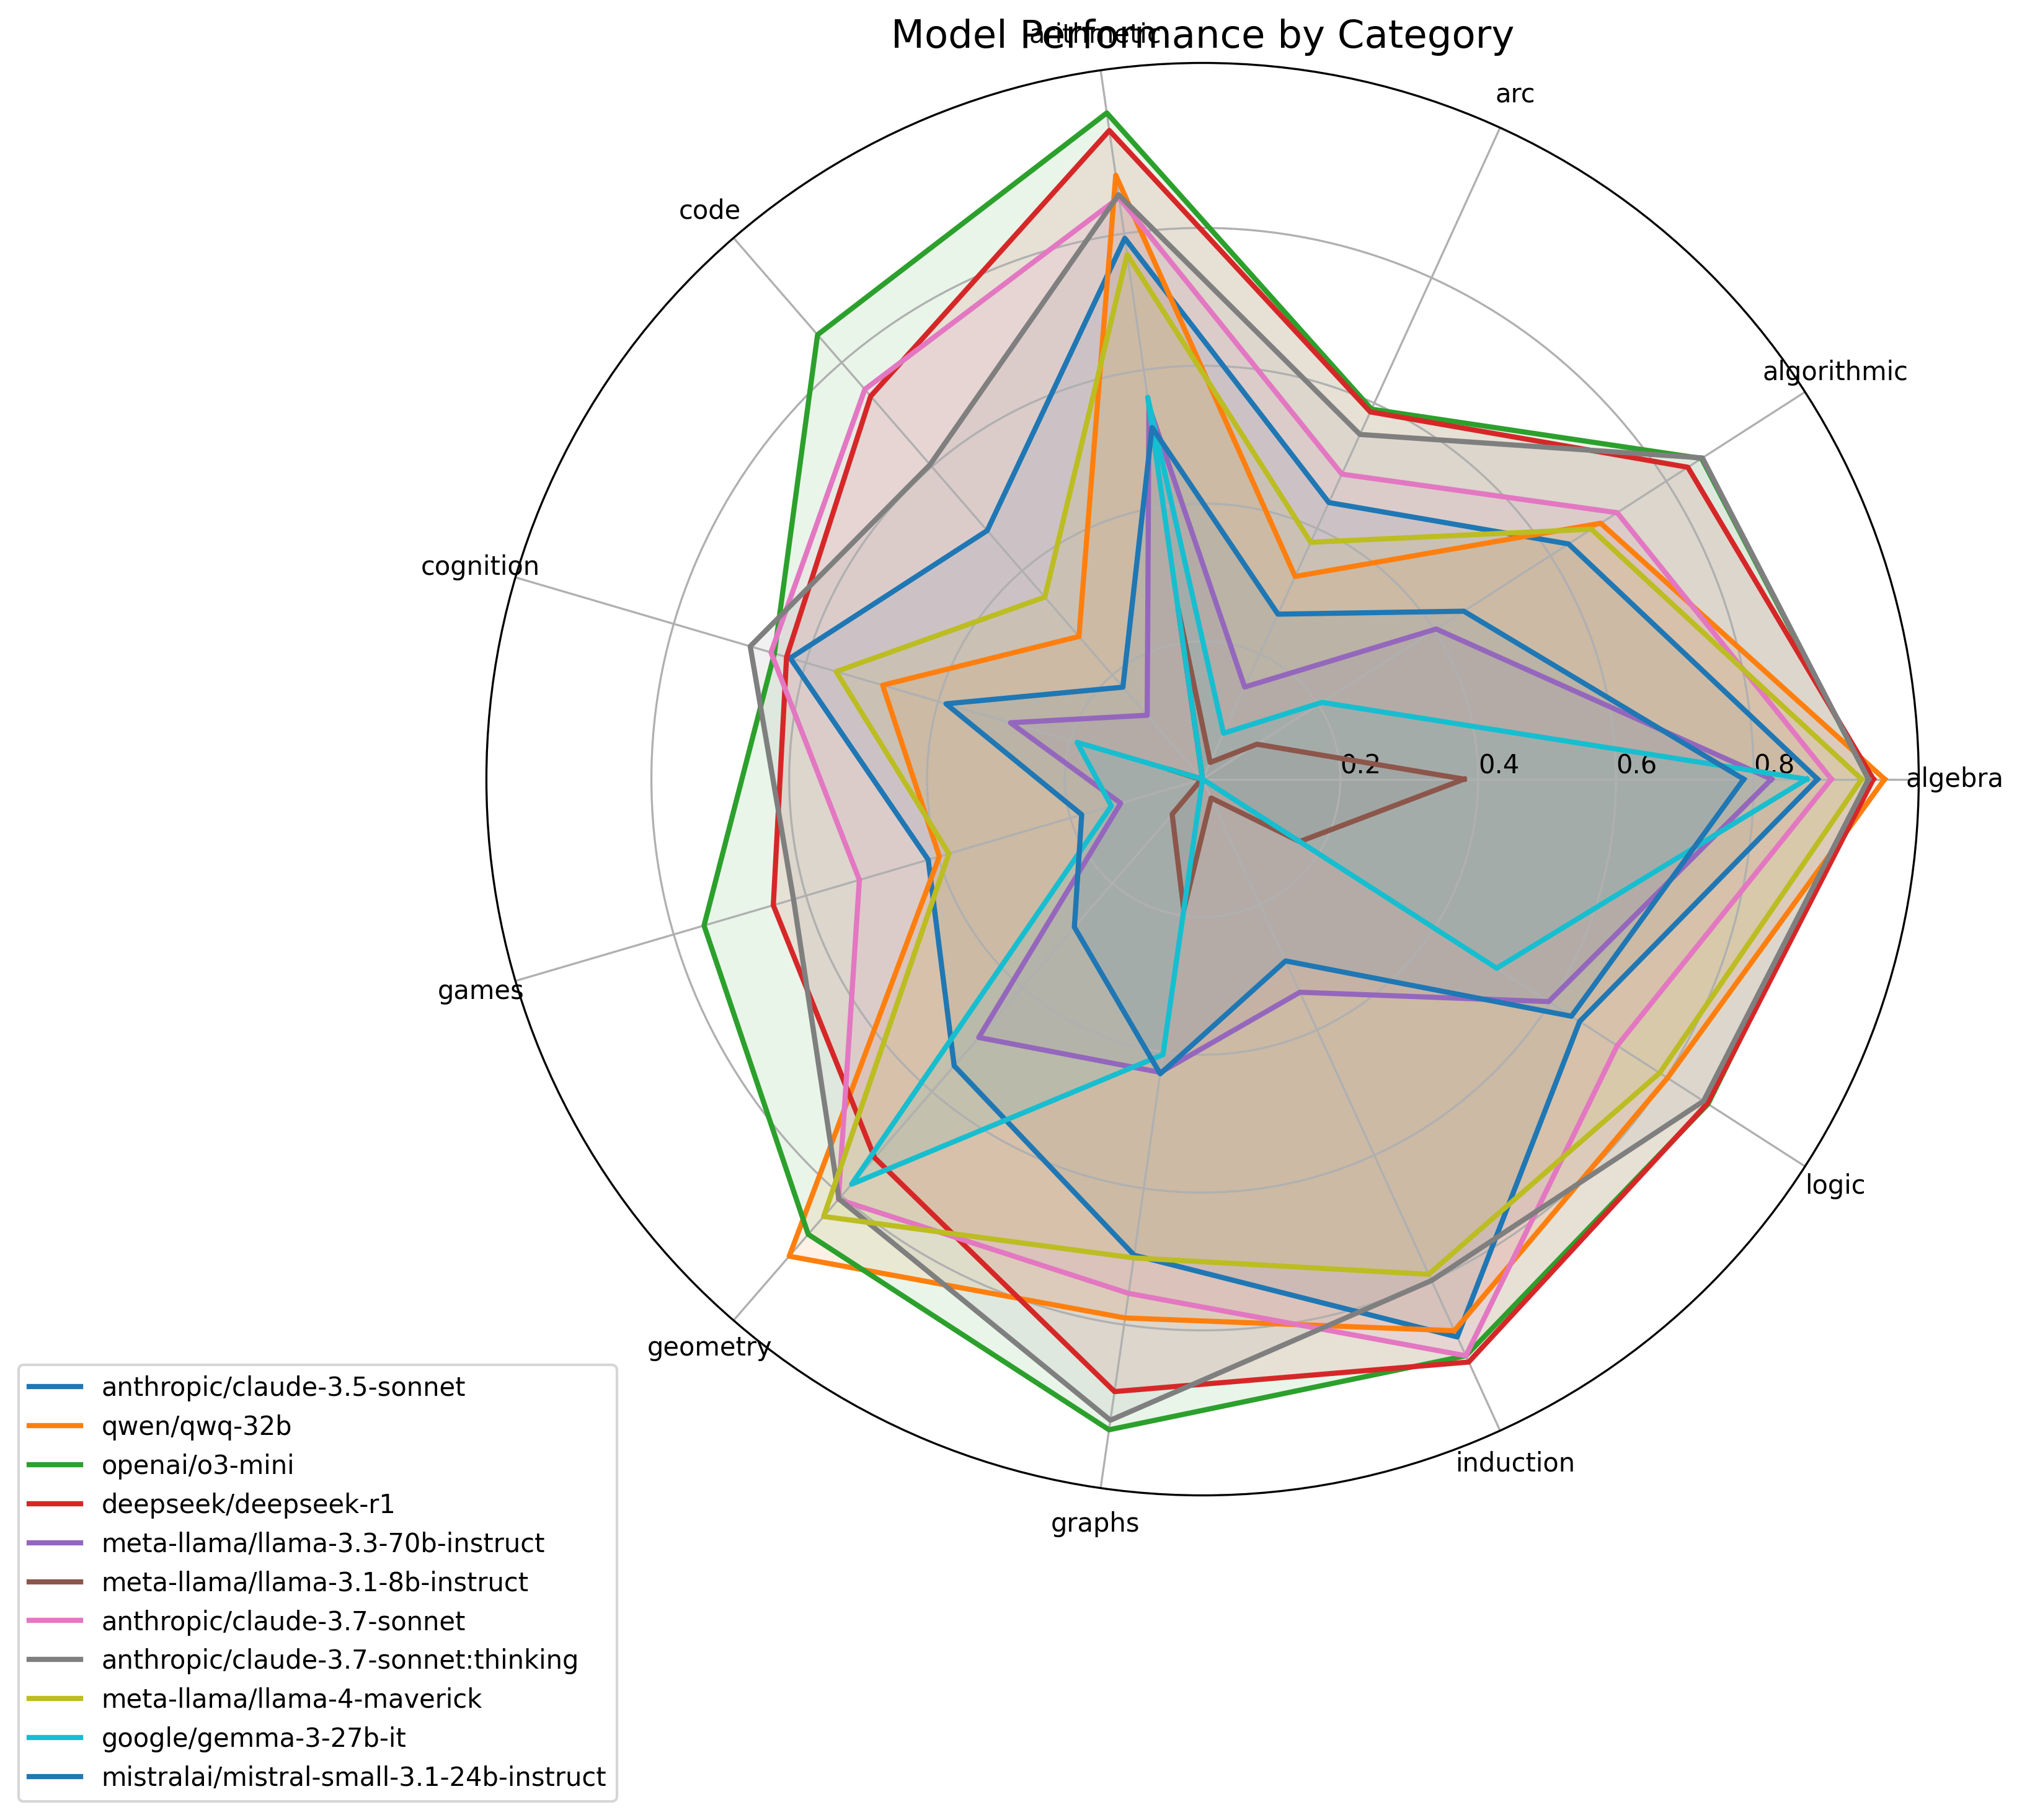 Model Performance by Category
arithmetic
arc
code
algorithmic
cognition
0.2
0.4
0.6
0.8
algebra
games
logic
geometry
induction
graphs
anthropic/claude-3.5-sonnet
qwen/qwq-32b
openai/o3-mini
deepseek/deepseek-r1
meta-llama/llama-3.3-70b-instruct
meta-llama/llama-3.1-8b-instruct
anthropic/claude-3.7-sonnet
anthropic/claude-3.7-sonnet:thinking
meta-llama/llama-4-maverick
google/gemma-3-27b-it
mistralai/mistral-small-3.1-24b-instruct